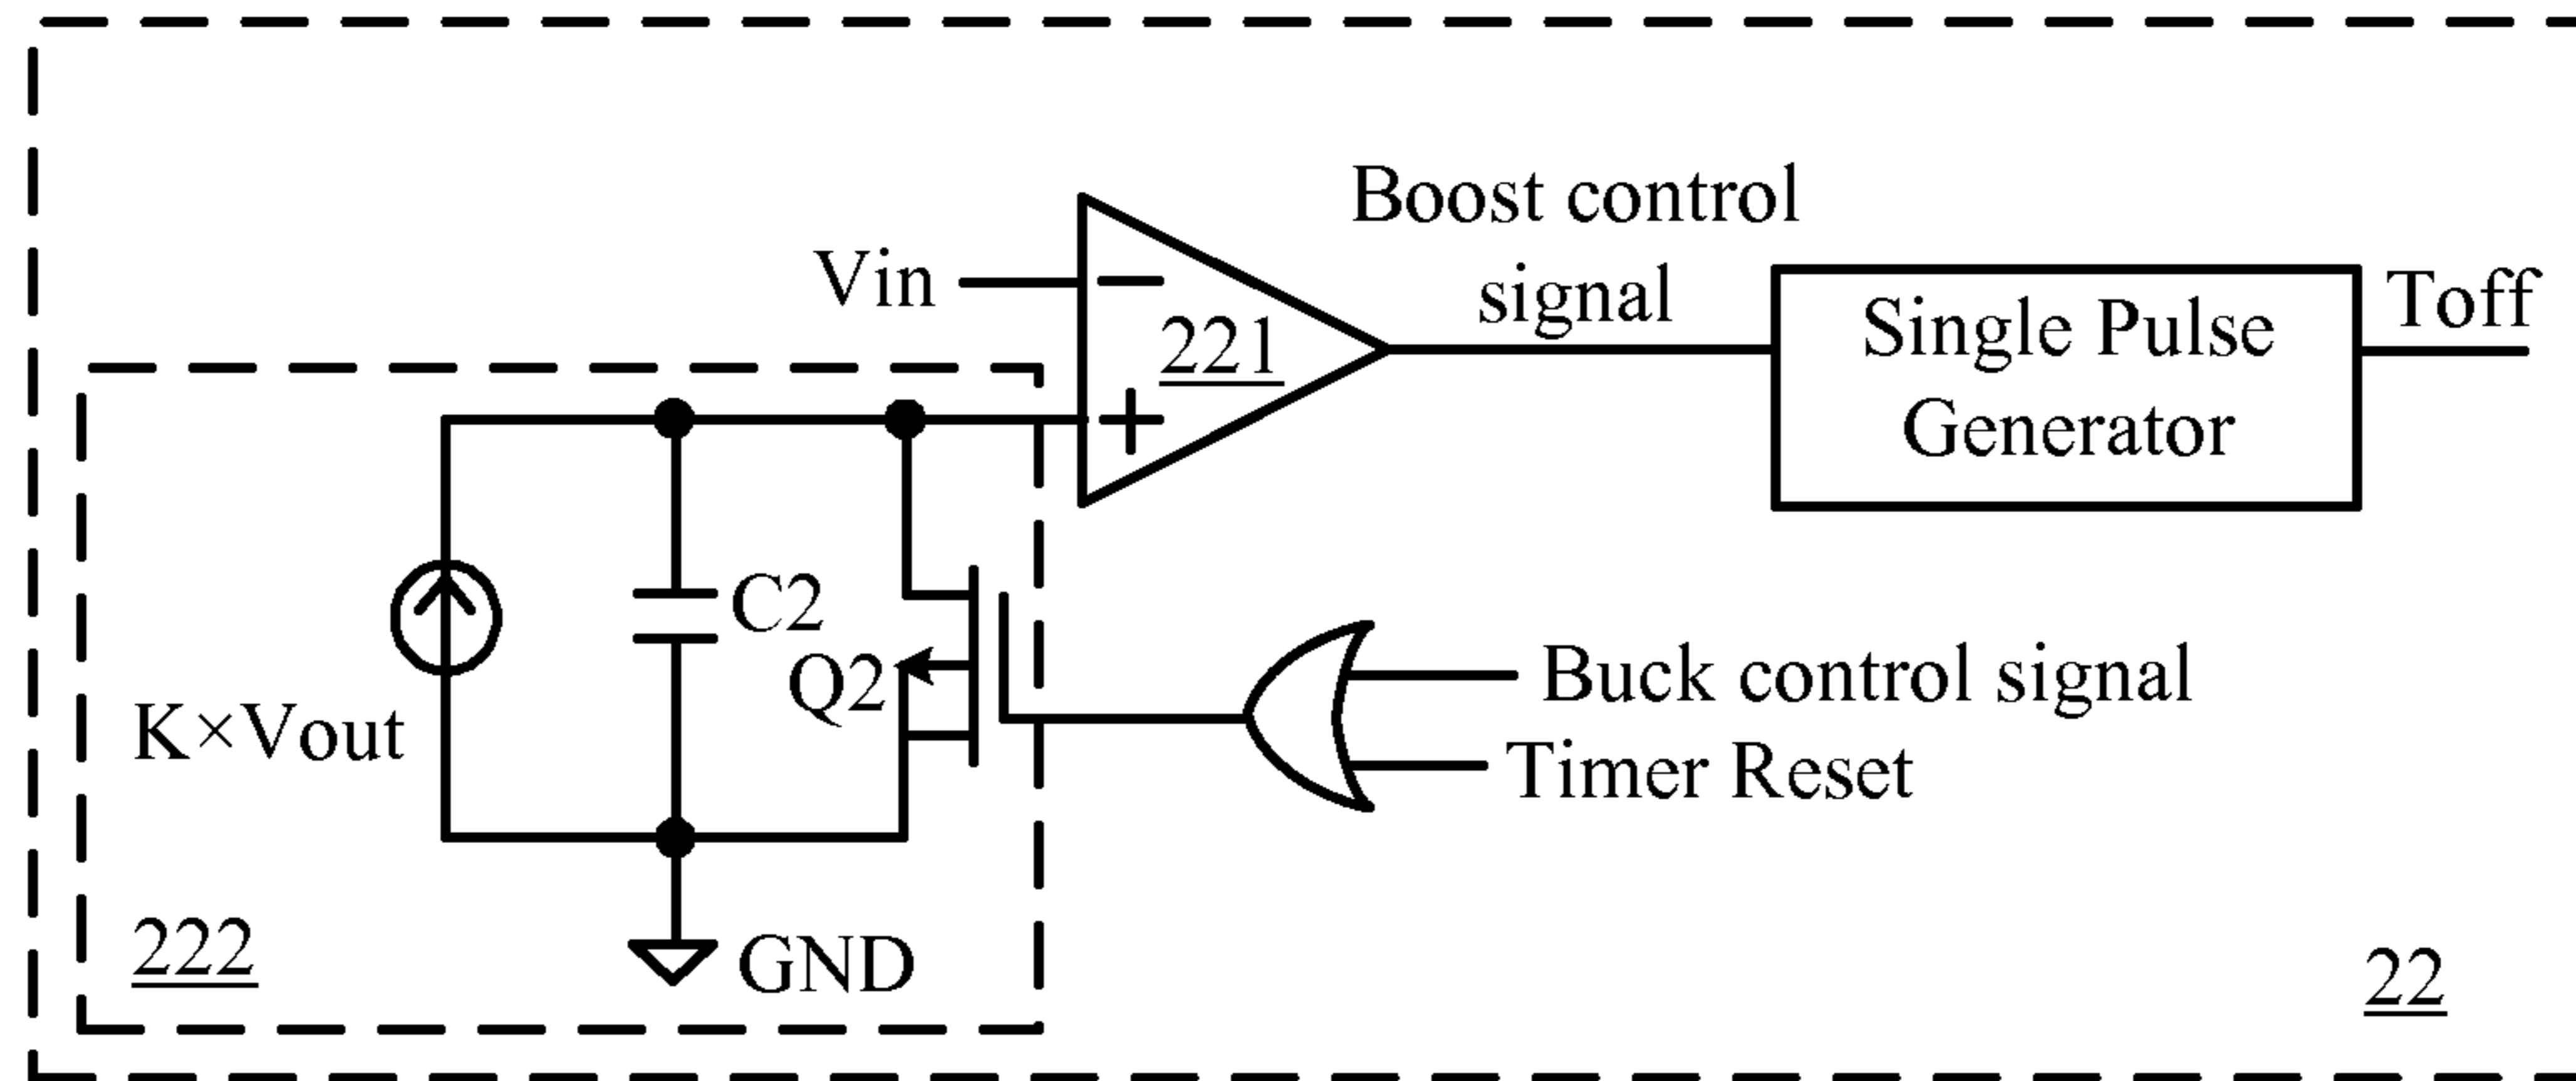 Boost control
signal
Vin
−
221
+
Single Pulse
Generator
Toff
C2
Q2
K×Vout
Buck control signal
Timer Reset
GND
222
22